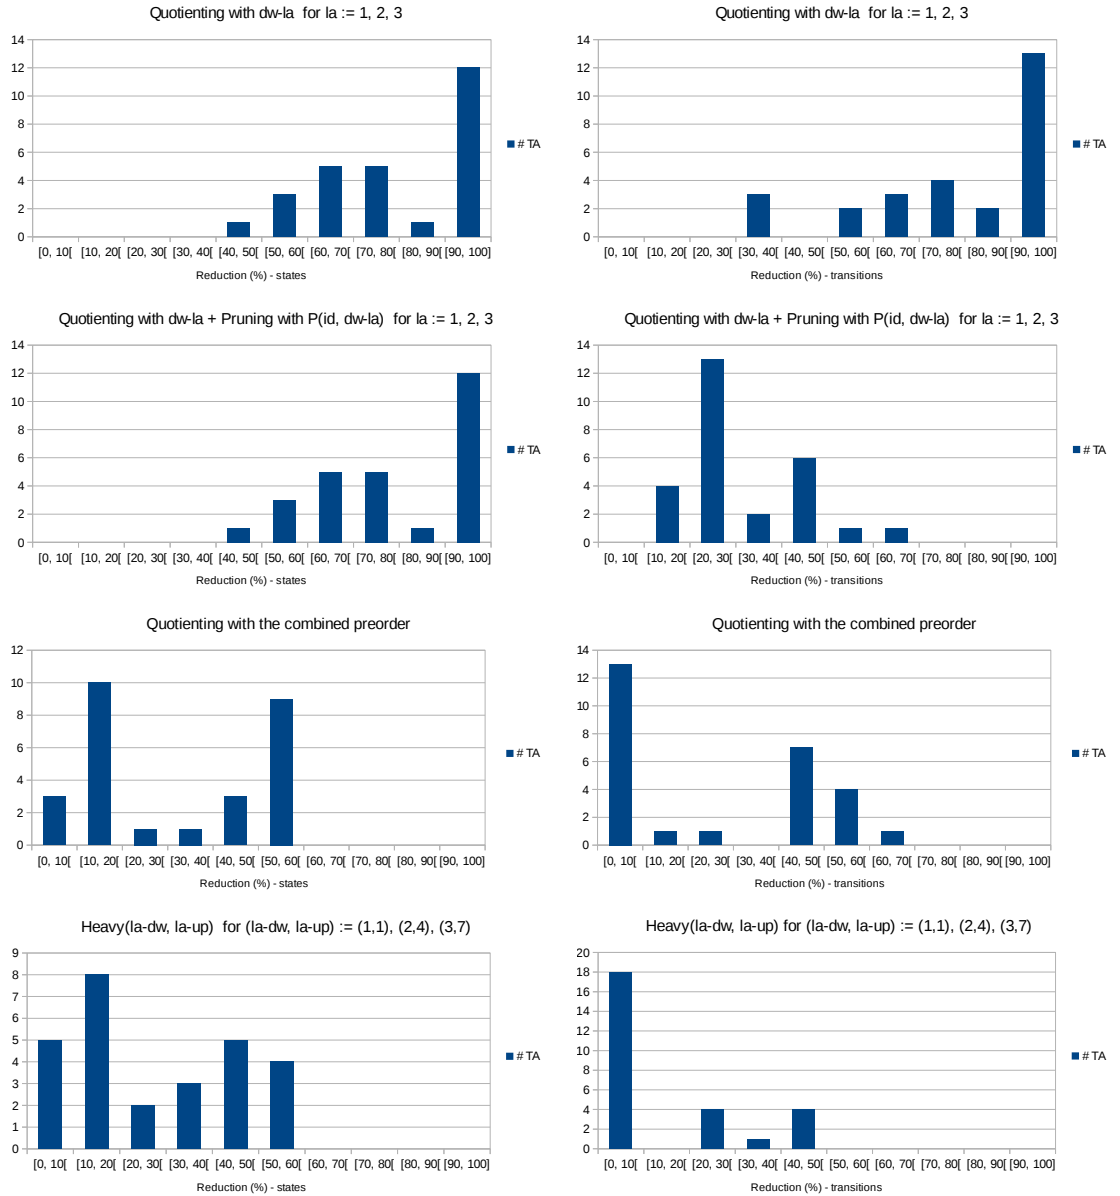 Quotienting with dw-la  for la := 1, 2, 3
14
12
10
8
6
4
2
0
[0, 10[ [10, 20[ [20, 30[ [30, 40[ [40, 50[ [50, 60[ [60, 70[ [70, 80[ [80, 90[ [90, 100]
Reduction (%) - states
# TA
Quotienting with dw-la  for la := 1, 2, 3
14
12
10
8
6
4
2
0
[0, 10[ [10, 20[ [20, 30[ [30, 40[ [40, 50[ [50, 60[ [60, 70[ [70, 80[ [80, 90[ [90, 100]
Reduction (%) - transitions
# TA
Quotienting with dw-la + Pruning with P(id, dw-la)  for la := 1, 2, 3
14
12
10
8
6
4
2
0
[0, 10[ [10, 20[ [20, 30[ [30, 40[ [40, 50[ [50, 60[ [60, 70[ [70, 80[ [80, 90[ [90, 100]
Reduction (%) - states
# TA
Quotienting with dw-la + Pruning with P(id, dw-la)  for la := 1, 2, 3
14
12
10
8
6
4
2
0
[0, 10[ [10, 20[ [20, 30[ [30, 40[ [40, 50[ [50, 60[ [60, 70[ [70, 80[ [80, 90[ [90, 100]
Reduction (%) - transitions
# TA
Quotienting with the combined preorder
12
10
8
6
4
2
0
[0, 10[ [10, 20[ [20, 30[ [30, 40[ [40, 50[ [50, 60[ [60, 70[ [70, 80[ [80, 90[ [90, 100]
Reduction (%) - states
# TA
Quotienting with the combined preorder
14
12
10
8
6
4
2
0
[0, 10[ [10, 20[ [20, 30[ [30, 40[ [40, 50[ [50, 60[ [60, 70[ [70, 80[ [80, 90[ [90, 100]
Reduction (%) - transitions
# TA
Heavy(la-dw, la-up)  for (la-dw, la-up) := (1,1), (2,4), (3,7)
9
8
7
6
5
4
3
2
1
0
[0, 10[ [10, 20[ [20, 30[ [30, 40[ [40, 50[ [50, 60[ [60, 70[ [70, 80[ [80, 90[ [90, 100]
Reduction (%) - states
# TA
Heavy(la-dw, la-up) for (la-dw, la-up) := (1,1), (2,4), (3,7)
20
18
16
14
12
10
8
6
4
2
0
[0, 10[ [10, 20[ [20, 30[ [30, 40[ [40, 50[ [50, 60[ [60, 70[ [70, 80[ [80, 90[ [90, 100]
Reduction (%) - transitions
# TA